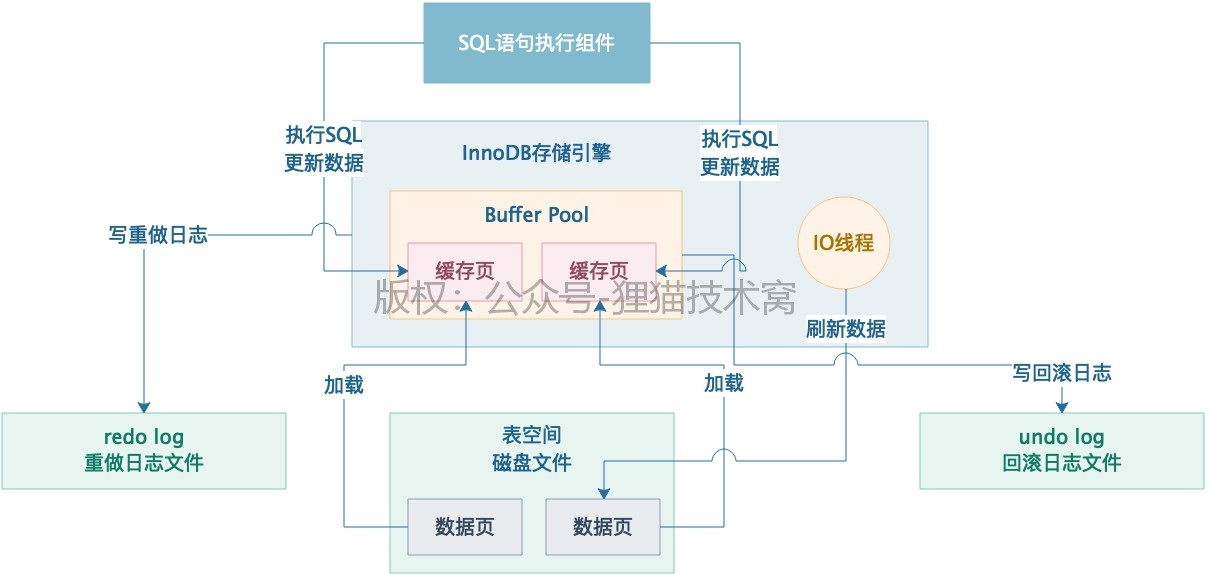 SQL语句执行组件
执行SQL
更新数据
执行SQL
更新数据
InnoDB存储引擎
Buffer Pool
写重做日志
IO线程
缓存页
缓存页
版权：公众号-狸猫技术窝
刷新数据
加载
加载
写回滚日志
redo log
重做日志文件
表空间
磁盘文件
undo log
回滚日志文件
数据页
数据页